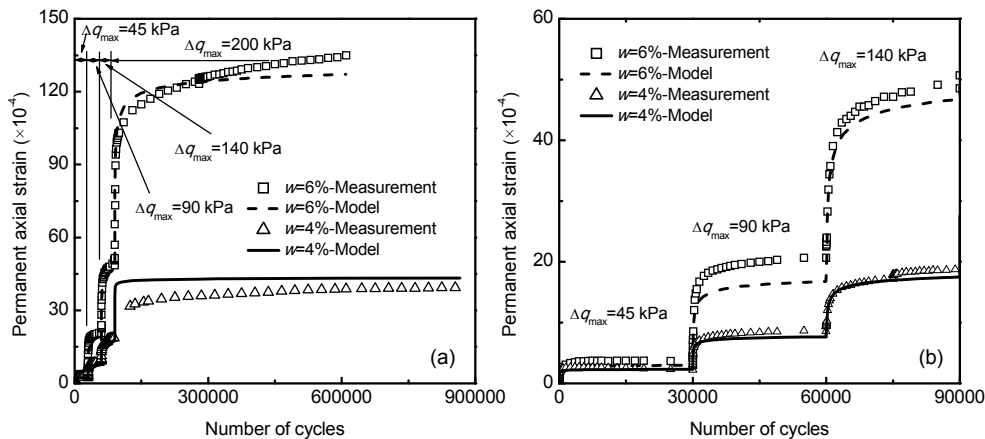 150
120
90
60
30
0
0
300000
600000
900000
Permanent axial strain (×10⁻⁴)
Number of cycles
Δqmax=45 kPa
Δqmax=200 kPa
Δqmax=140 kPa
Δqmax=90 kPa
w=6%-Measurement
w=6%-Model
w=4%-Measurement
w=4%-Model
(a)
60
40
20
0
0
30000
60000
90000
Permanent axial strain (×10⁻⁴)
Number of cycles
w=6%-Measurement
w=6%-Model
w=4%-Measurement
w=4%-Model
Δqmax=140 kPa
Δqmax=90 kPa
Δqmax=45 kPa
(b)